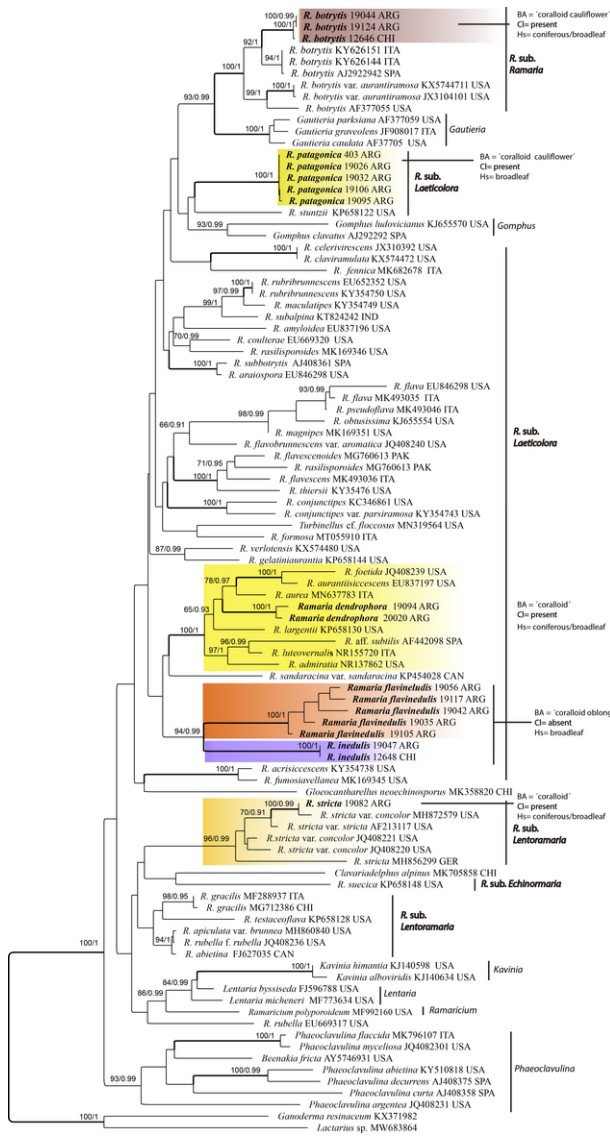 100/0.99
R. botrytis 19044 ARG
R. botrytis 19124 ARG
R. botrytis 12646 CHI
BA = ´coralloid cauliflower´
Cl= present
Hs= coniferous/broadleaf
92/1
R. botrytis KY626151 ITA
R. botrytis KY626144 ITA
94/1
R. botrytis AJ2922942 SPA
R. sub.
Ramaria
100/1
R. botrytis var. aurantiramosa KX5744711 USA
99/1
R. botrytis var. aurantiramosa JX3104101 USA
R. botrytis AF377055 USA
93/0.99
Gautieria parksiana AF377059 USA
Gautieria graveolens JF908017 ITA
100/1
Gautieria caudata AF37705 USA
Gautieria
R. patagonica 403 ARG
R. patagonica 19026 ARG
100/1
R. patagonica 19032 ARG
R. patagonica 19106 ARG
R. patagonica 19095 ARG
R. sub.
Laeticolora
BA = ´coralloid cauliflower´
Cl= present
Hs= broadleaf
R. stuntzii KP658122 USA
93/0.99
Gomphus ludovicianus KJ655570 USA
Gomphus clavatus AJ292292 SPA
Gomphus
R. celerivirescens JX310392 USA
100/1
R. claviramulata KX574472 USA
R. fennica MK682678 ITA
100/1
R. rubribrunnescens EU652352 USA
97/0.99
R. rubribrunnescens KY354750 USA
R. maculatipes KY354749 USA
99/1
R. subalpina KT824242 IND
R. amyloidea EU837196 USA
R. coulterae EU669320 USA
70/0.99
R. rasilisporoides MK169346 USA
R. subbotrytis AJ408361 SPA
100/1
R. araiospora EU846298 USA
R. flava EU846298 USA
93/0.99
R. flava MK493035 ITA
R. pseudoflava MK493046 ITA
R. obtusissima KJ655554 USA
98/0.99
R. magnipes MK169351 USA
66/0.91
R. flavobrunnescens var. aromatica JQ408240 USA
R. sub.
Laeticolora
R. flavescenoides MG760613 PAK
71/0.95
R. rasilisporoides MG760613 PAK
R. flavescens MK493036 ITA
100/1
R. thiersii KY35476 USA
R. conjunctipes KC346861 USA
100/1
R. conjunctipes var. parsiramosa KY354743 USA
Turbinellus cf. floccosus MN319564 USA
R. formosa MT055910 ITA
R. verlotensis KX574480 USA
87/0.99
R. gelatiniaurantia KP658144 USA
R. foetida JQ408239 USA
100/1
78/0.97
R. aurantiisiccescens EU837197 USA
R. aurea MN637783 ITA
65/0.93
100/1
Ramaria dendrophora 19094 ARG
Ramaria dendrophora 20020 ARG
R. largentii KP658130 USA
BA = ´coralloid´
Cl= present
Hs= coniferous/broadleaf
100/1
96/0.99
R. aff. subtilis AF442098 SPA
R. luteovernalis NR155720 ITA
97/1
R. admiratia NR137862 USA
R. sandaracina var. sandaracina KP454028 CAN
Ramaria flavineludis 19056 ARG
Ramaria flavinedulis 19117 ARG
Ramaria flavinedulis 19042 ARG
100/1
Ramaria flavinedulis 19035 ARG
Ramaria flavinedulis 19105 ARG
BA = ´coralloid oblong
Cl= absent
Hs= broadleaf
94/0.99
100/1
R. inedulis 19047 ARG
R. inedulis 12648 CHI
R. acrisiccescens KY354738 USA
R. fumosiavellanea MK169345 USA
Gloeocantharellus neoechinosporus MK358820 CHI
100/0.99
R. stricta 19082 ARG
BA = ´coralloid´
Cl= present
Hs= coniferous/broadleaf
70/0.91
R. stricta var. concolor MH872579 USA
R. stricta var. stricta AF213117 USA
R.stricta var. concolor JQ408221 USA
96/0.99
R. stricta var. concolor JQ408220 USA
R. stricta MH856299 GER
R. sub.
Lentoramaria
Clavariadelphus alpinus MK705858 CHI
R. suecica KP658148 USA
R. sub. Echinormaria
98/0.95
R. gracilis MF288937 ITA
R. gracilis MG712386 CHI
R. testaceoflava KP658128 USA
R. apiculata var. brunnea MH860840 USA
94/1
R. rubella f. rubella JQ408236 USA
R. abietina FJ627035 CAN
R. sub.
Lentoramaria
100/1
100/1
Kavinia himantia KJ140598 USA
Kavinia alboviridis KJ140634 USA
Kavinia
84/0.99
Lentaria byssiseda FJ596788 USA
Lentaria micheneri MF773634 USA
Lentaria
86/0.99
Ramaricium polyporoideum MF992160 USA
Ramaricium
R. rubella EU669317 USA
100/1
Phaeoclavulina flaccida MK796107 ITA
Phaeoclavulina myceliosa JQ4082301 USA
Beenakia fricta AY5746931 USA
100/0.99
Phaeoclavulina abietina KY510818 USA
93/0.99
Phaeoclavulina decurrens AJ408375 SPA
Phaeoclavulina curta AJ408358 SPA
Phaeoclavulina argentea JQ408231 USA
Phaeoclavulina
100/1
Ganoderma resinaceum KX371982
Lactarius sp. MW683864